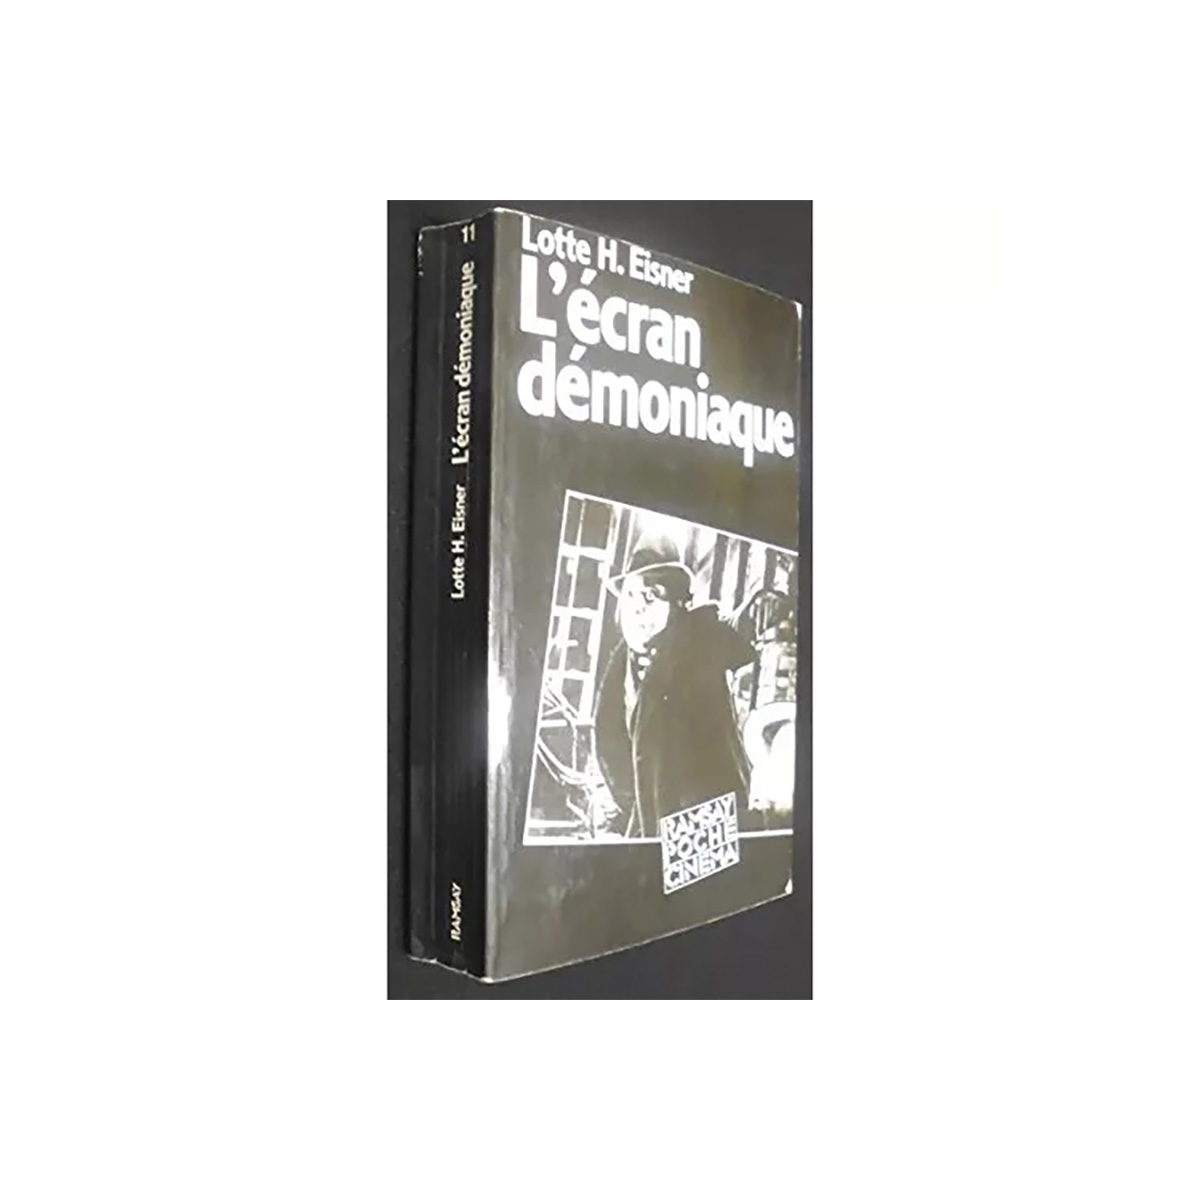 11
L'écran démoniaque
Lotte H. Eisner
RAMSAY
Lotte H. Eisner
L'écran
démoniaque
RAMSAY
POCHE
CINEMA